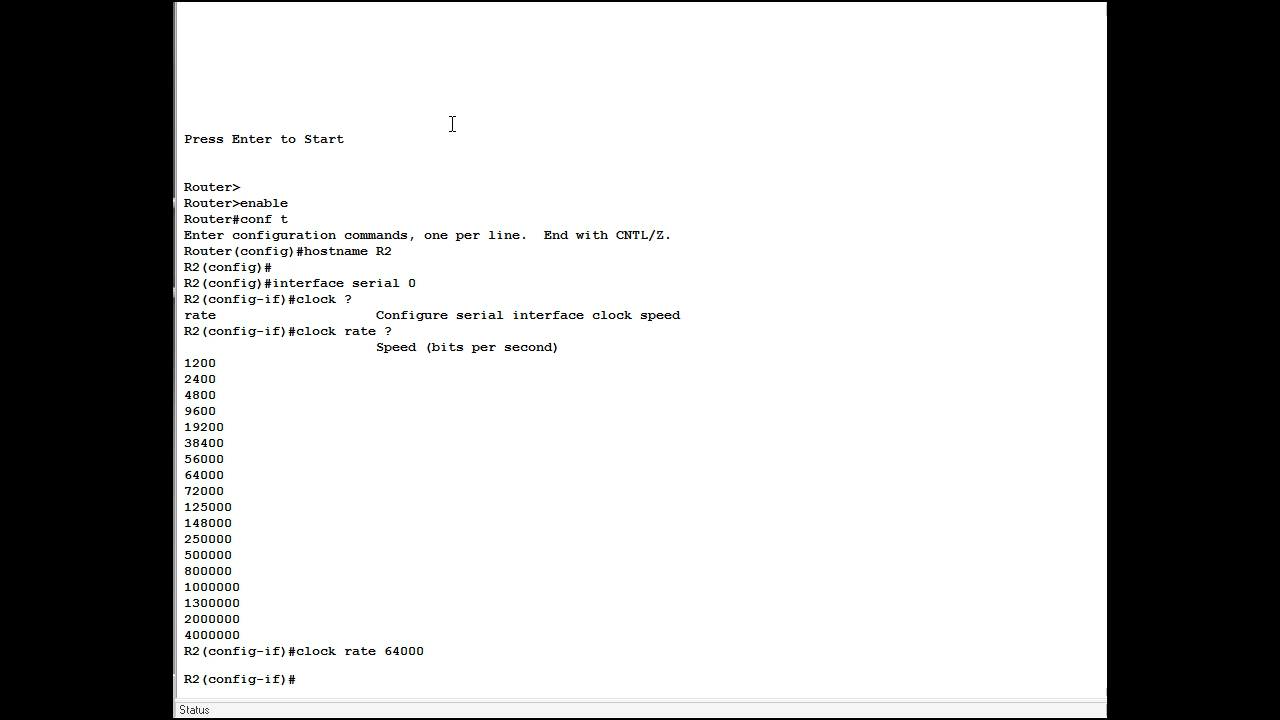 Press Enter to Start
Router>
Router>enable
Router#conf t
Enter configuration commands, one per line.  End with CNTL/Z.
Router(config)#hostname R2
R2(config)#
R2(config)#interface serial 0
R2(config-if)#clock ?
rate                    Configure serial interface clock speed
R2(config-if)#clock rate ?
                        Speed (bits per second)
1200
2400
4800
9600
19200
38400
56000
64000
72000
125000
148000
250000
500000
800000
1000000
1300000
2000000
4000000
R2(config-if)#clock rate 64000
R2(config-if)#
Status